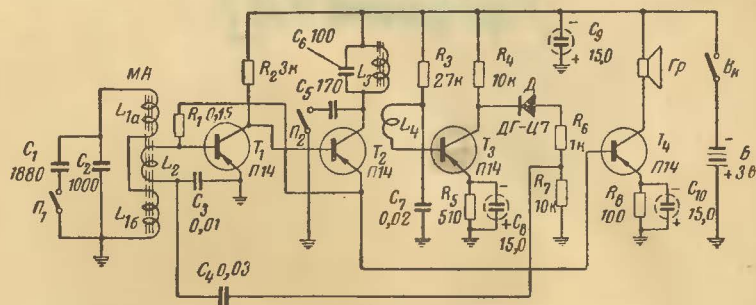 МА
L1а
L2
L1б
C1
1880
П1
C2
1000
R1 0,15
R2 3к
T1
П14
C3
0,01
C4 0,03
C6 100
L3
C5 170
П2
T2
П14
R3
27к
R4
10к
L4
C7
0,02
T3
П14
R5
510
C8
15,0
+
Д
ДГ-Ц7
R6
1к
R7
10к
C9
15,0
-
+
T4
П14
R8
100
C10
15,0
-
+
Гр
Вк
Б
3в
-
+